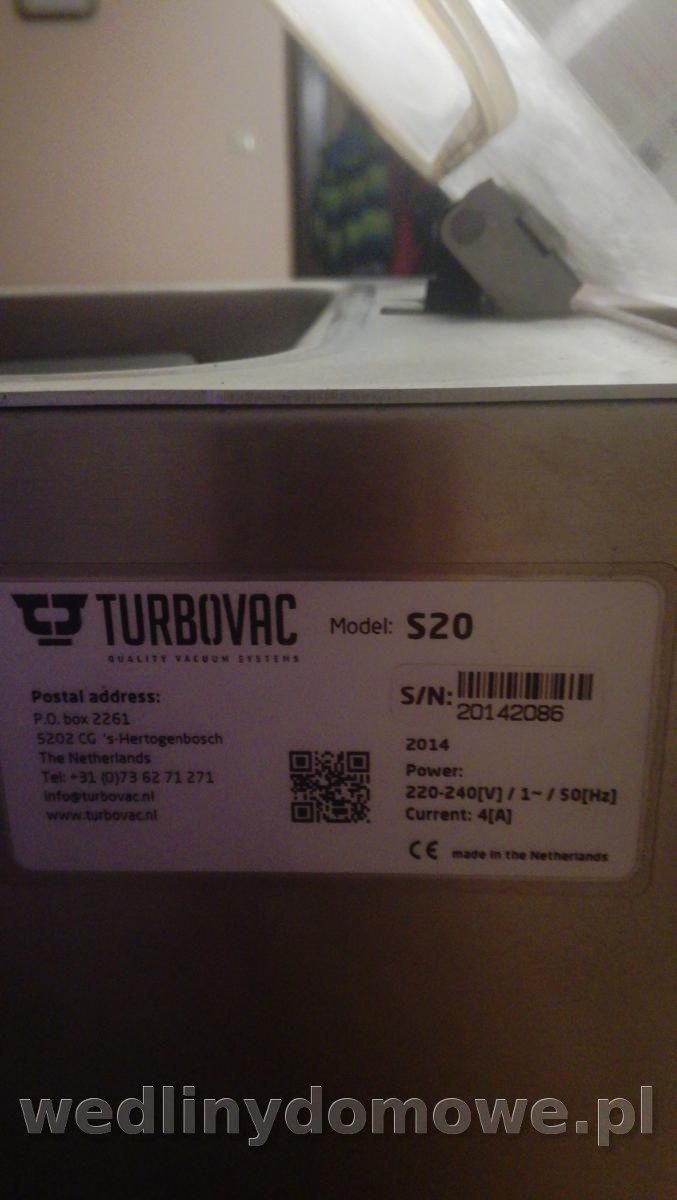 TURBOVAC
QUALITY VACUUM SYSTEMS
Model: S20
Postal address:
P.O. box 2261
5202 CG 's-Hertogenbosch
The Netherlands
Tel: +31 (0)73 62 71 271
info@turbovac.nl
www.turbovac.nl
S/N:
20142086
2014
Power:
220-240[V] / 1~ / 50[Hz]
Current: 4[A]
CE made in the Netherlands
wedlinydomowe.pl